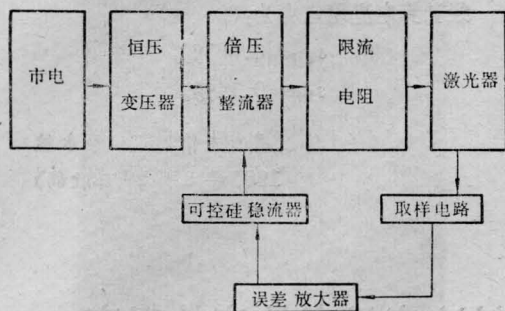 市电
恒压
变压器
倍压
整流器
限流
电阻
激光器
可控硅稳流器
取样电路
误差放大器